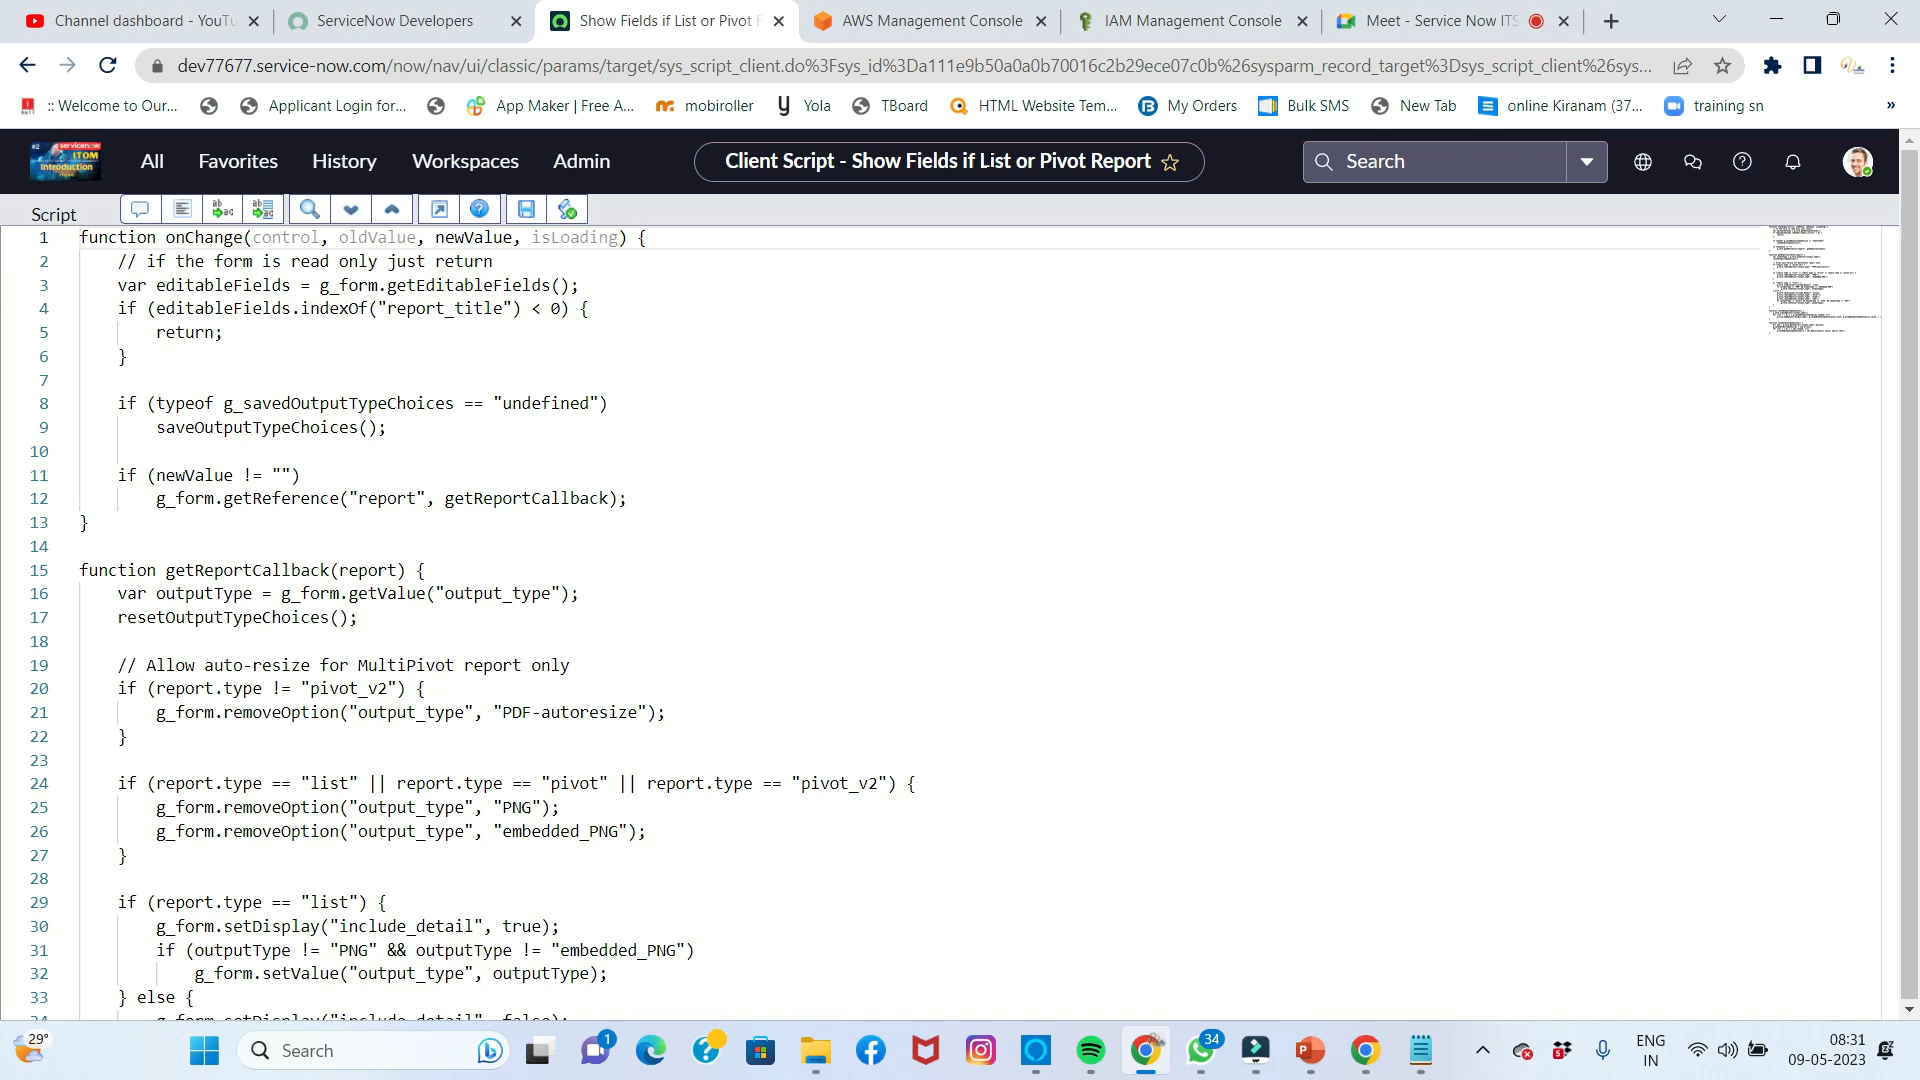 Channel dashboard - YouTu
ServiceNow Developers
Show Fields if List or Pivot R
AWS Management Console
IAM Management Console
Meet - Service Now ITS
dev77677.service-now.com/now/nav/ui/classic/params/target/sys_script_client.do%3Fsys_id%3Da111e9b50a0a0b70016c2b29ece07c0b%26sysparm_record_target%3Dsys_script_client%26sys...
:: Welcome to Our...
Applicant Login for...
App Maker | Free A...
mobiroller
Yola
TBoard
HTML Website Tem...
My Orders
Bulk SMS
New Tab
online Kiranam (37...
training sn
»
#2 servicenow
ITOM
Introduction
All
Favorites
History
Workspaces
Admin
Client Script - Show Fields if List or Pivot Report
Search
Script
1 function onChange(control, oldValue, newValue, isLoading) {
2 // if the form is read only just return
3 var editableFields = g_form.getEditableFields();
4 if (editableFields.indexOf("report_title") < 0) {
5 return;
6 }
7
8 if (typeof g_savedOutputTypeChoices == "undefined")
9 saveOutputTypeChoices();
10
11 if (newValue != "")
12 g_form.getReference("report", getReportCallback);
13 }
14
15 function getReportCallback(report) {
16 var outputType = g_form.getValue("output_type");
17 resetOutputTypeChoices();
18
19 // Allow auto-resize for MultiPivot report only
20 if (report.type != "pivot_v2") {
21 g_form.removeOption("output_type", "PDF-autoresize");
22 }
23
24 if (report.type == "list" || report.type == "pivot" || report.type == "pivot_v2") {
25 g_form.removeOption("output_type", "PNG");
26 g_form.removeOption("output_type", "embedded_PNG");
27 }
28
29 if (report.type == "list") {
30 g_form.setDisplay("include_detail", true);
31 if (outputType != "PNG" && outputType != "embedded_PNG")
32 g_form.setValue("output_type", outputType);
33 } else {
34 g_form.setDisplay("include_detail", false);
29°
Search
1
34
5
ENG
IN
08:31
09-05-2023